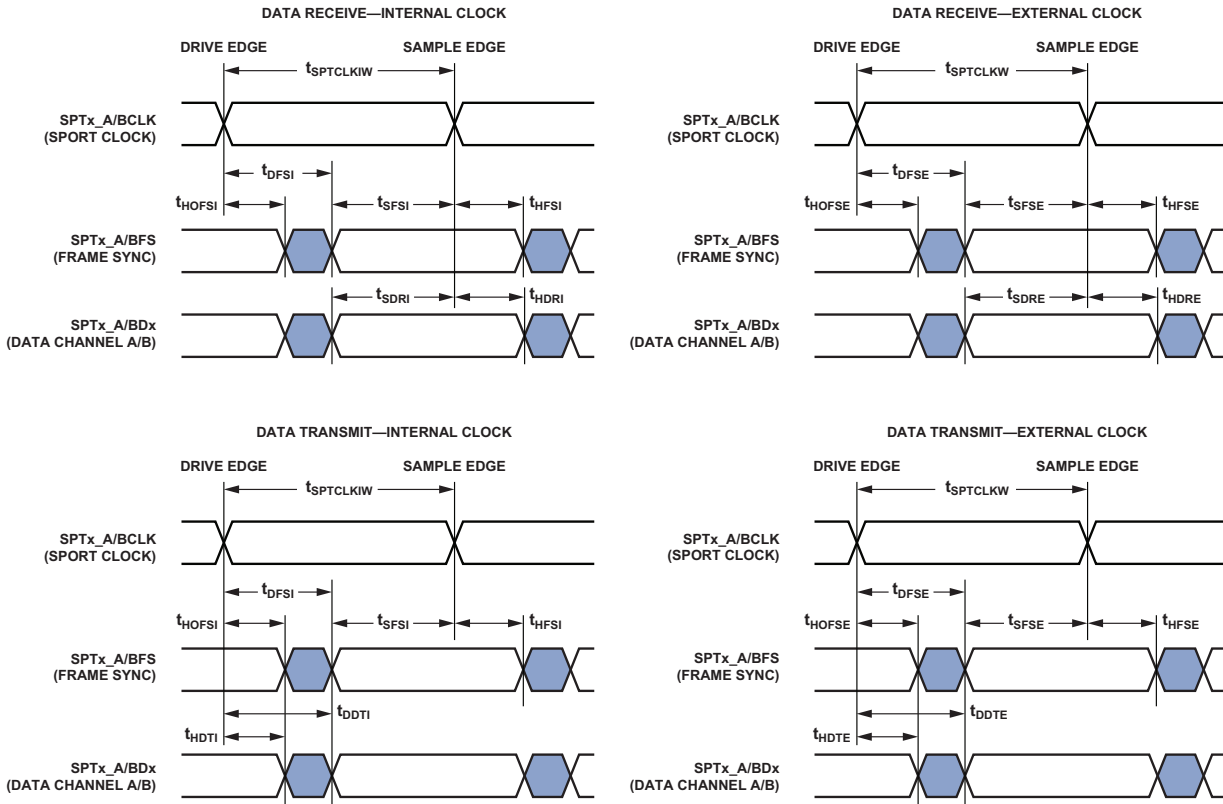 DATA RECEIVE—INTERNAL CLOCK
DRIVE EDGE
SAMPLE EDGE
tSPTCLKIW
SPTx_A/BCLK
(SPORT CLOCK)
tDFSI
tHOFSI
tSFSI
tHFSI
SPTx_A/BFS
(FRAME SYNC)
tSDRI
tHDRI
SPTx_A/BDx
(DATA CHANNEL A/B)
DATA RECEIVE—EXTERNAL CLOCK
DRIVE EDGE
SAMPLE EDGE
tSPTCLKW
SPTx_A/BCLK
(SPORT CLOCK)
tDFSE
tHOFSE
tSFSE
tHFSE
SPTx_A/BFS
(FRAME SYNC)
tSDRE
tHDRE
SPTx_A/BDx
(DATA CHANNEL A/B)
DATA TRANSMIT—INTERNAL CLOCK
DRIVE EDGE
SAMPLE EDGE
tSPTCLKIW
SPTx_A/BCLK
(SPORT CLOCK)
tDFSI
tHOFSI
tSFSI
tHFSI
SPTx_A/BFS
(FRAME SYNC)
tDDTI
tHDTI
SPTx_A/BDx
(DATA CHANNEL A/B)
DATA TRANSMIT—EXTERNAL CLOCK
DRIVE EDGE
SAMPLE EDGE
tSPTCLKW
SPTx_A/BCLK
(SPORT CLOCK)
tDFSE
tHOFSE
tSFSE
tHFSE
SPTx_A/BFS
(FRAME SYNC)
tDDTE
tHDTE
SPTx_A/BDx
(DATA CHANNEL A/B)